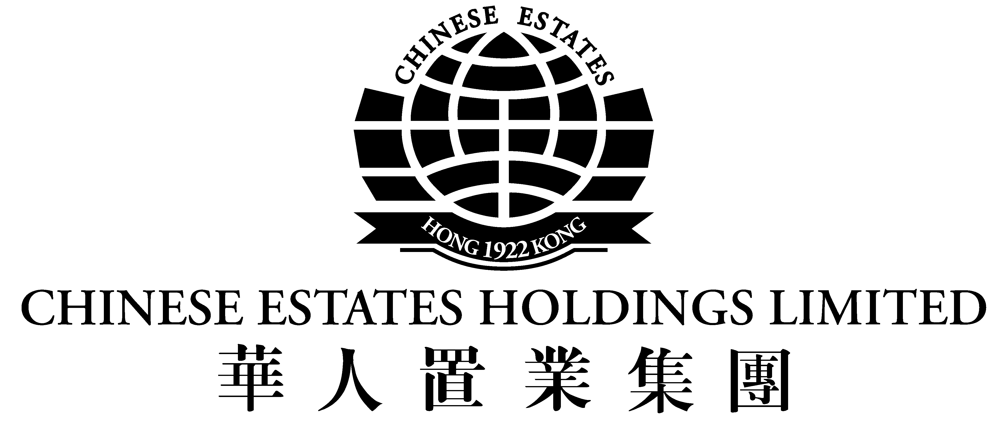 CHINESE ESTATES
HONG 1922 KONG
CHINESE ESTATES HOLDINGS LIMITED
華人置業集團